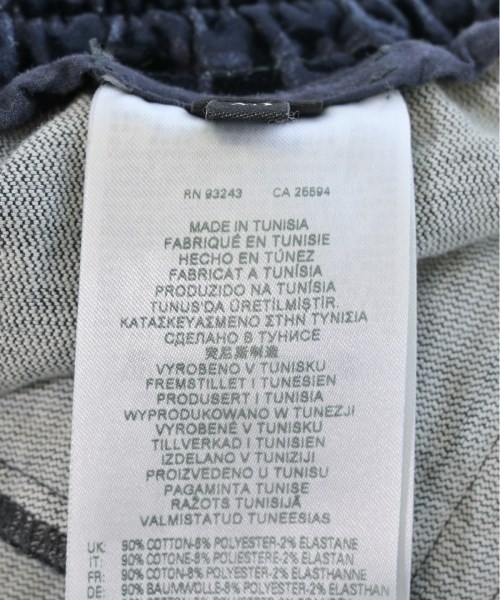 RN 93243 CA 25594
MADE IN TUNISIA
FABRIQUÉ EN TUNISIE
HECHO EN TÚNEZ
FABRICAT A TUNÍSIA
PRODUZIDO NA TUNÍSIA
TUNUS'DA ÜRETİLMİŞTİR.
ΚΑΤΑΣΚΕΥΑΣΜΕΝΟ ΣΤΗΝ ΤΥΝΙΣΙΑ
СДЕЛАНО В ТУНИСЕ
突尼斯制造
VYROBENO V TUNISKU
FREMSTILLET I TUNESIEN
PRODUSERT I TUNISIA
WYPRODUKOWANO W TUNEZJI
VYROBENÉ V TUNISKU
TILLVERKAD I TUNISIEN
IZDELANO V TUNIZIJI
PROIZVEDENO U TUNISU
PAGAMINTA TUNISE
RAŽOTS TUNISIJĀ
VALMISTATUD TUNEESIAS
UK: 90% COTTON-8% POLYESTER-2% ELASTANE
IT: 90% COTONE-8% POLIESTERE-2% ELASTAN
FR: 90% COTON-8% POLYESTER-2% ELASTHANNE
DE: 90% BAUMWOLLE-8% POLYESTER-2% ELASTHAN